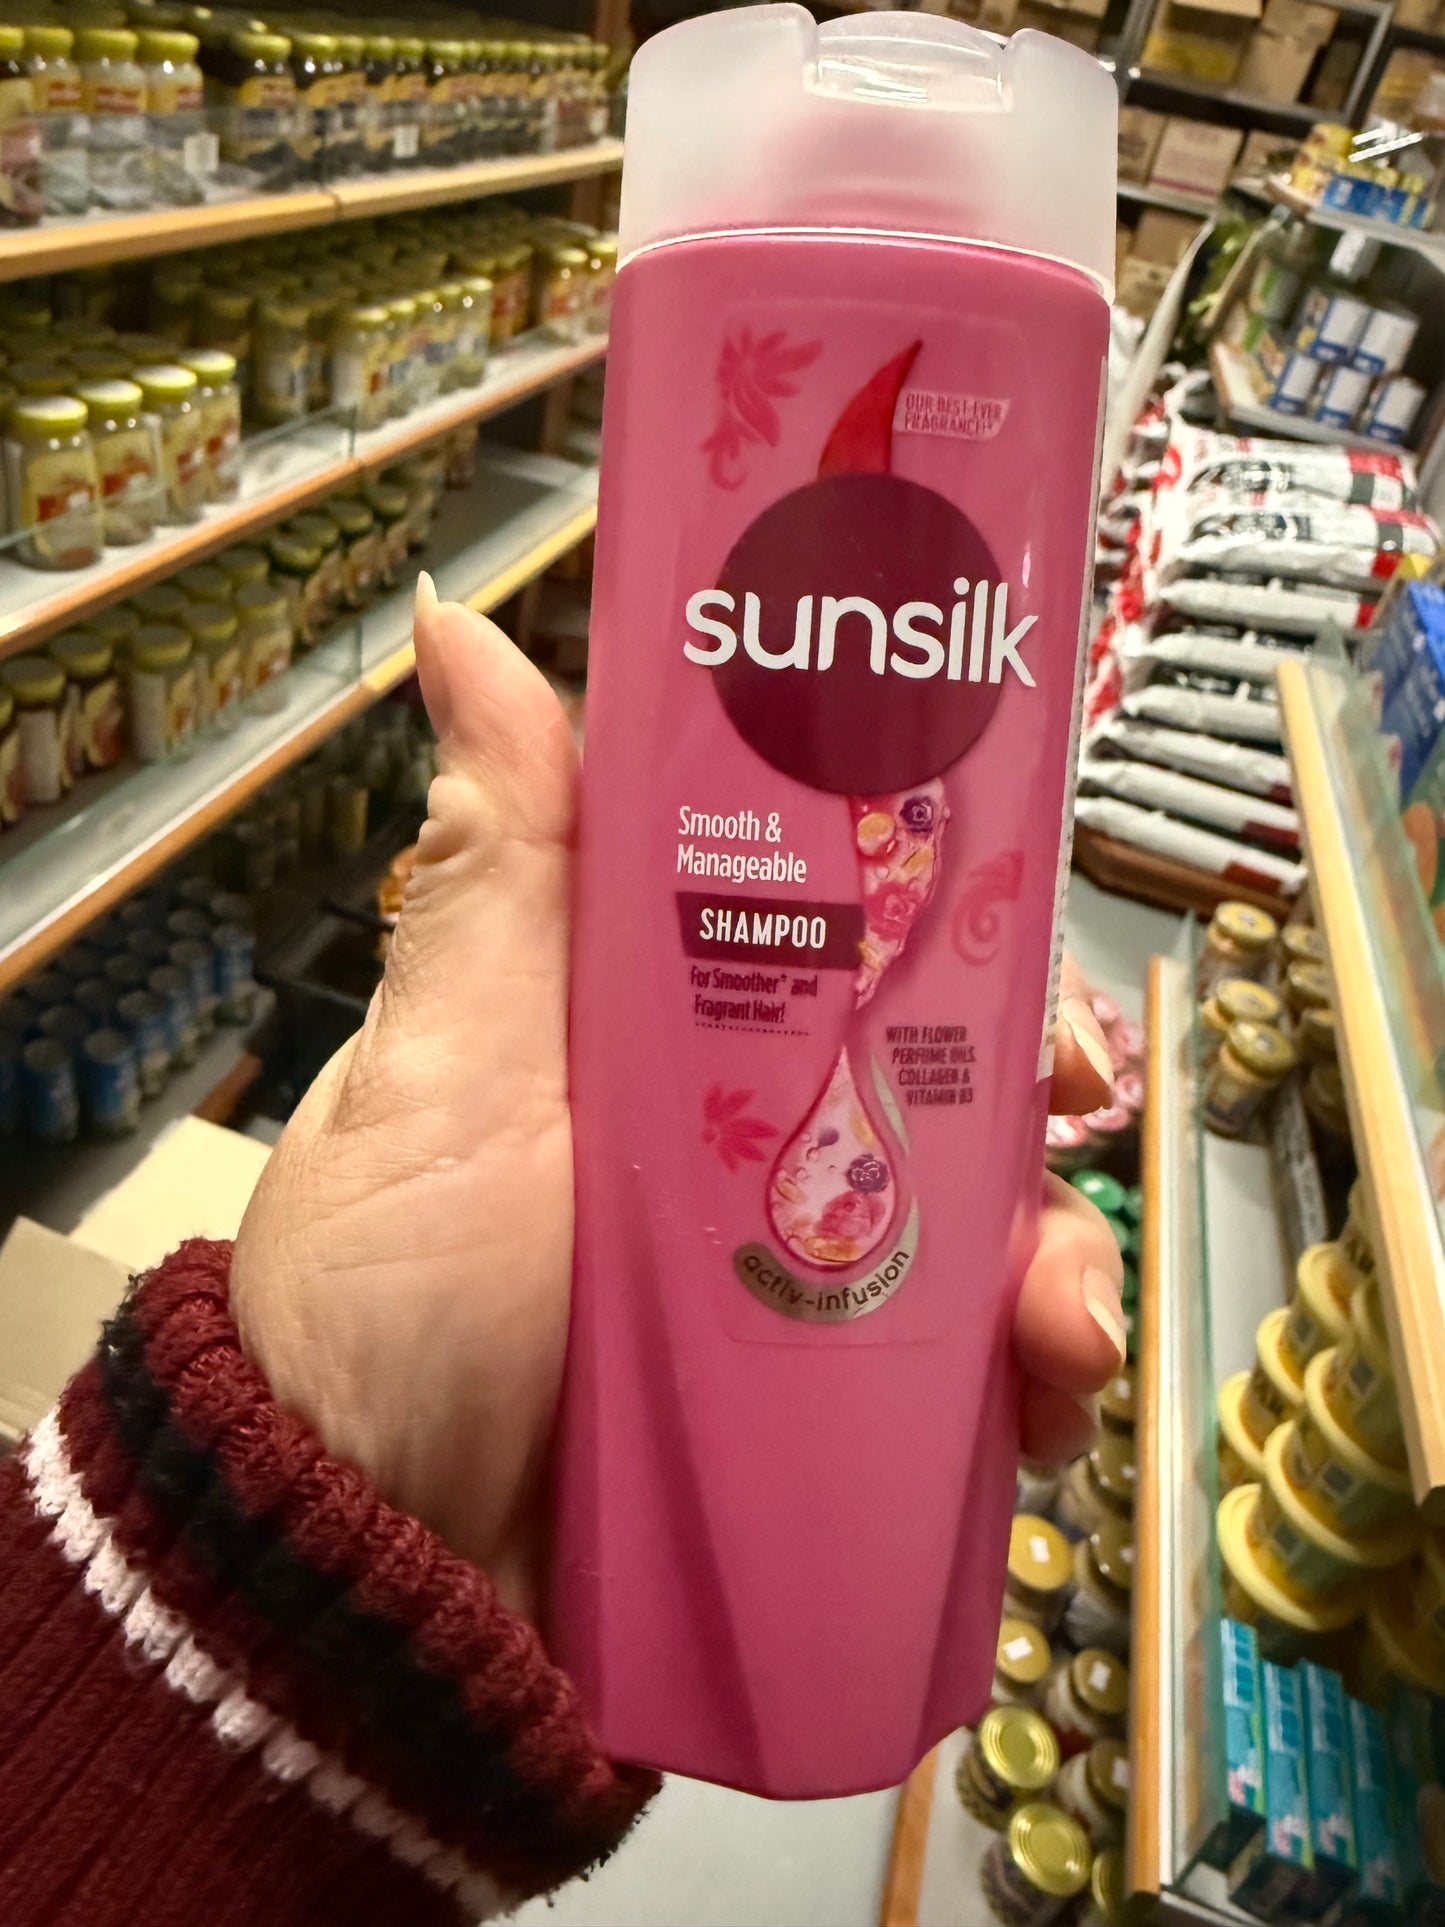 OUR BEST-EVER
FRAGRANCE!*
sunsilk
Smooth &
Manageable
SHAMPOO
For Smoother* and
Fragrant Hair!
WITH FLOWER
PERFUME OILS,
COLLAGEN &
VITAMIN B3
activ-infusion